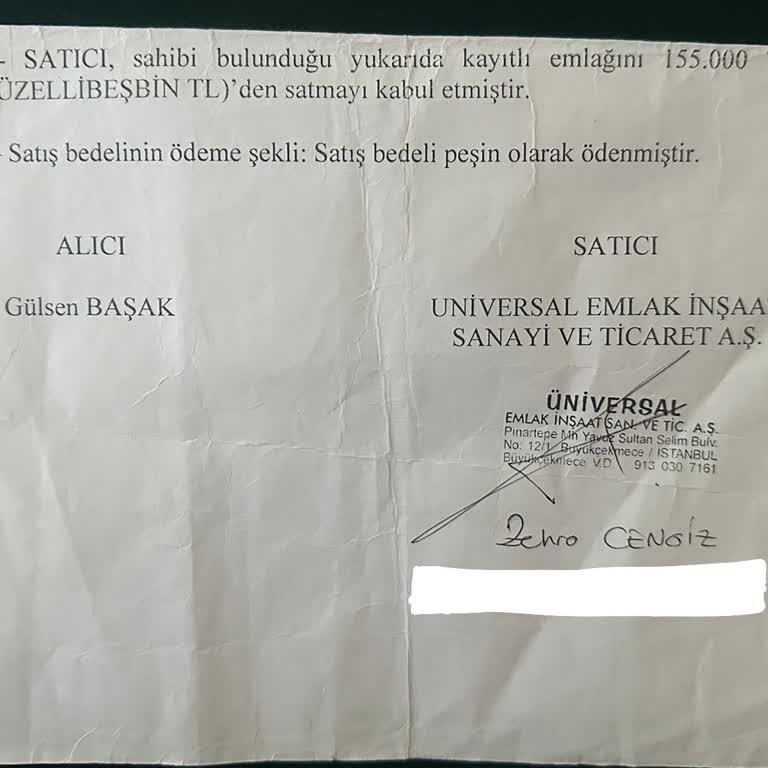 - SATICI, sahibi bulunduğu yukarıda kayıtlı emlağını 155.000
ÜZELLİBEŞBİN TL)'den satmayı kabul etmiştir.
- Satış bedelinin ödeme şekli: Satış bedeli peşin olarak ödenmiştir.
ALICI
SATICI
Gülsen BAŞAK
UNİVERSAL EMLAK İNŞAA
SANAYİ VE TİCARET A.Ş.
ÜNİVERSAL
EMLAK İNŞAAT SAN. VE TİC. A.Ş.
Pınartepe Mh Yavuz Sultan Selim Bulv.
No. 12/1 Büyükçekmece / İSTANBUL
Büyükçekmece V.D. 913 030 7161
Zehra CENGİZ